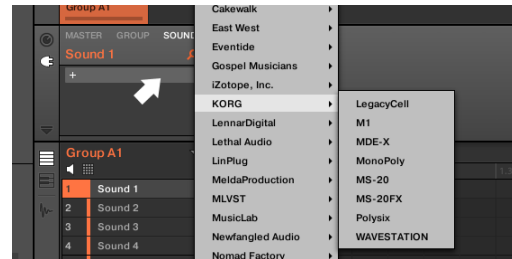 Group A1
MASTER GROUP SOUND
Sound 1
+
Group A1
1 Sound 1
2 Sound 2
3 Sound 3
4 Sound 4
Cakewalk
East West
Eventide
Gospel Musicians
iZotope, Inc.
KORG
LennarDigital
Lethal Audio
LinPlug
MeldaProduction
MLVST
MusicLab
Newfangled Audio
Nomad Factory
LegacyCell
M1
MDE-X
MonoPoly
MS-20
MS-20FX
Polysix
WAVESTATION